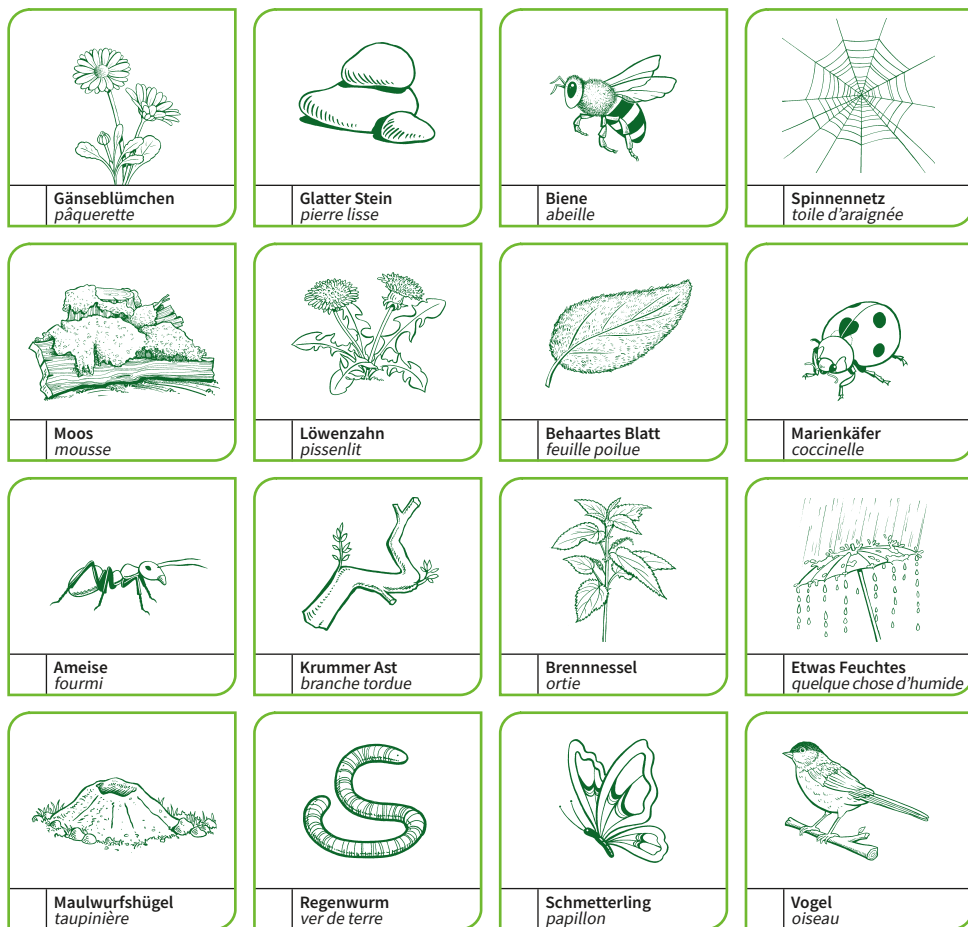 Gänseblümchen
pâquerette
Glatter Stein
pierre lisse
Biene
abeille
Spinnennetz
toile d'araignée
Moos
mousse
Löwenzahn
pissenlit
Behaartes Blatt
feuille poilue
Marienkäfer
coccinelle
Ameise
fourmi
Krummer Ast
branche tordue
Brennnessel
ortie
Etwas Feuchtes
quelque chose d'humide
Maulwurfshügel
taupinière
Regenwurm
ver de terre
Schmetterling
papillon
Vogel
oiseau